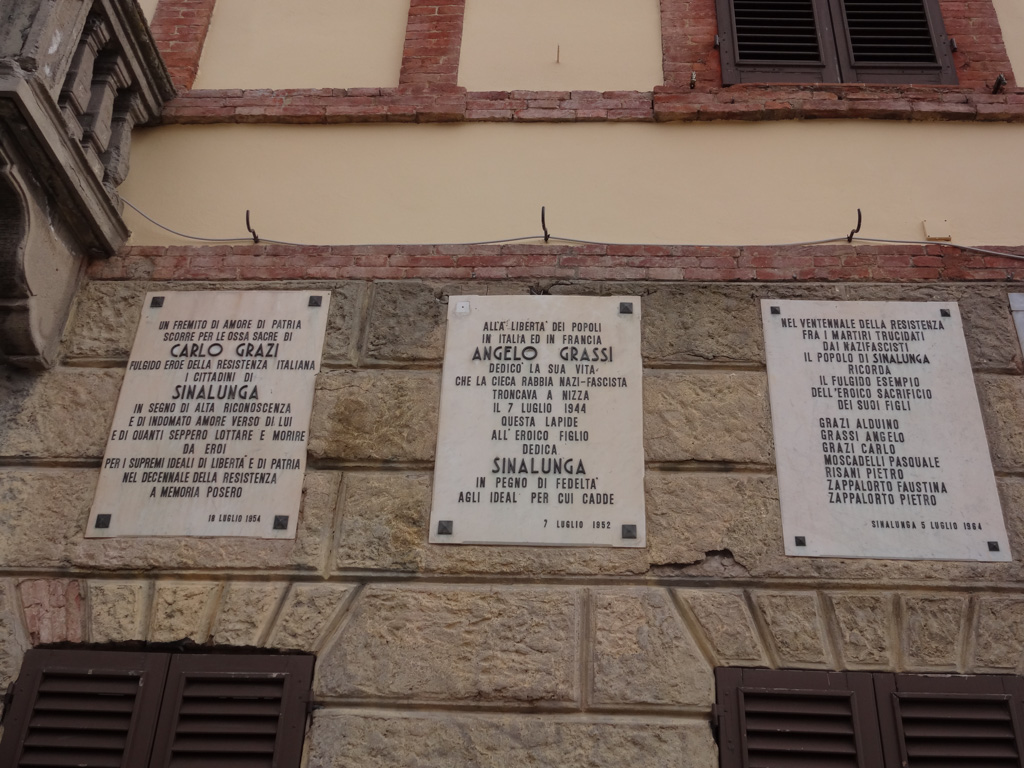 UN FREMITO DI AMORE DI PATRIA
SCORRE PER LE OSSA SACRE DI
CARLO GRAZI
FULGIDO EROE DELLA RESISTENZA ITALIANA
I CITTADINI DI
SINALUNGA
IN SEGNO DI ALTA RICONOSCENZA
E DI INDOMATO AMORE VERSO DI LUI
E DI QUANTI SEPPERO LOTTARE E MORIRE
DA EROI
PER I SUPREMI IDEALI DI LIBERTA' E DI PATRIA
NEL DECENNALE DELLA RESISTENZA
A MEMORIA POSERO
18 LUGLIO 1954
ALLA LIBERTA' DEI POPOLI
IN ITALIA ED IN FRANCIA
ANGELO GRASSI
DEDICO' LA SUA VITA
CHE LA CIECA RABBIA NAZI-FASCISTA
TRONCAVA A NIZZA
IL 7 LUGLIO 1944
QUESTA LAPIDE
ALL'EROICO FIGLIO
DEDICA
SINALUNGA
IN PEGNO DI FEDELTA'
AGLI IDEAL' PER CUI CADDE
7 LUGLIO 1952
NEL VENTENNALE DELLA RESISTENZA
FRA I MARTIRI TRUCIDATI
DAI NAZIFASCISTI
IL POPOLO DI SINALUNGA
RICORDA
IL FULGIDO ESEMPIO
DELL'EROICO SACRIFICIO
DEI SUOI FIGLI
GRAZI ALDUINO
GRASSI ANGELO
GRAZI CARLO
MOSCADELLI PASQUALE
RISANI PIETRO
ZAPPALORTO FAUSTINA
ZAPPALORTO PIETRO
SINALUNGA 5 LUGLIO 1964